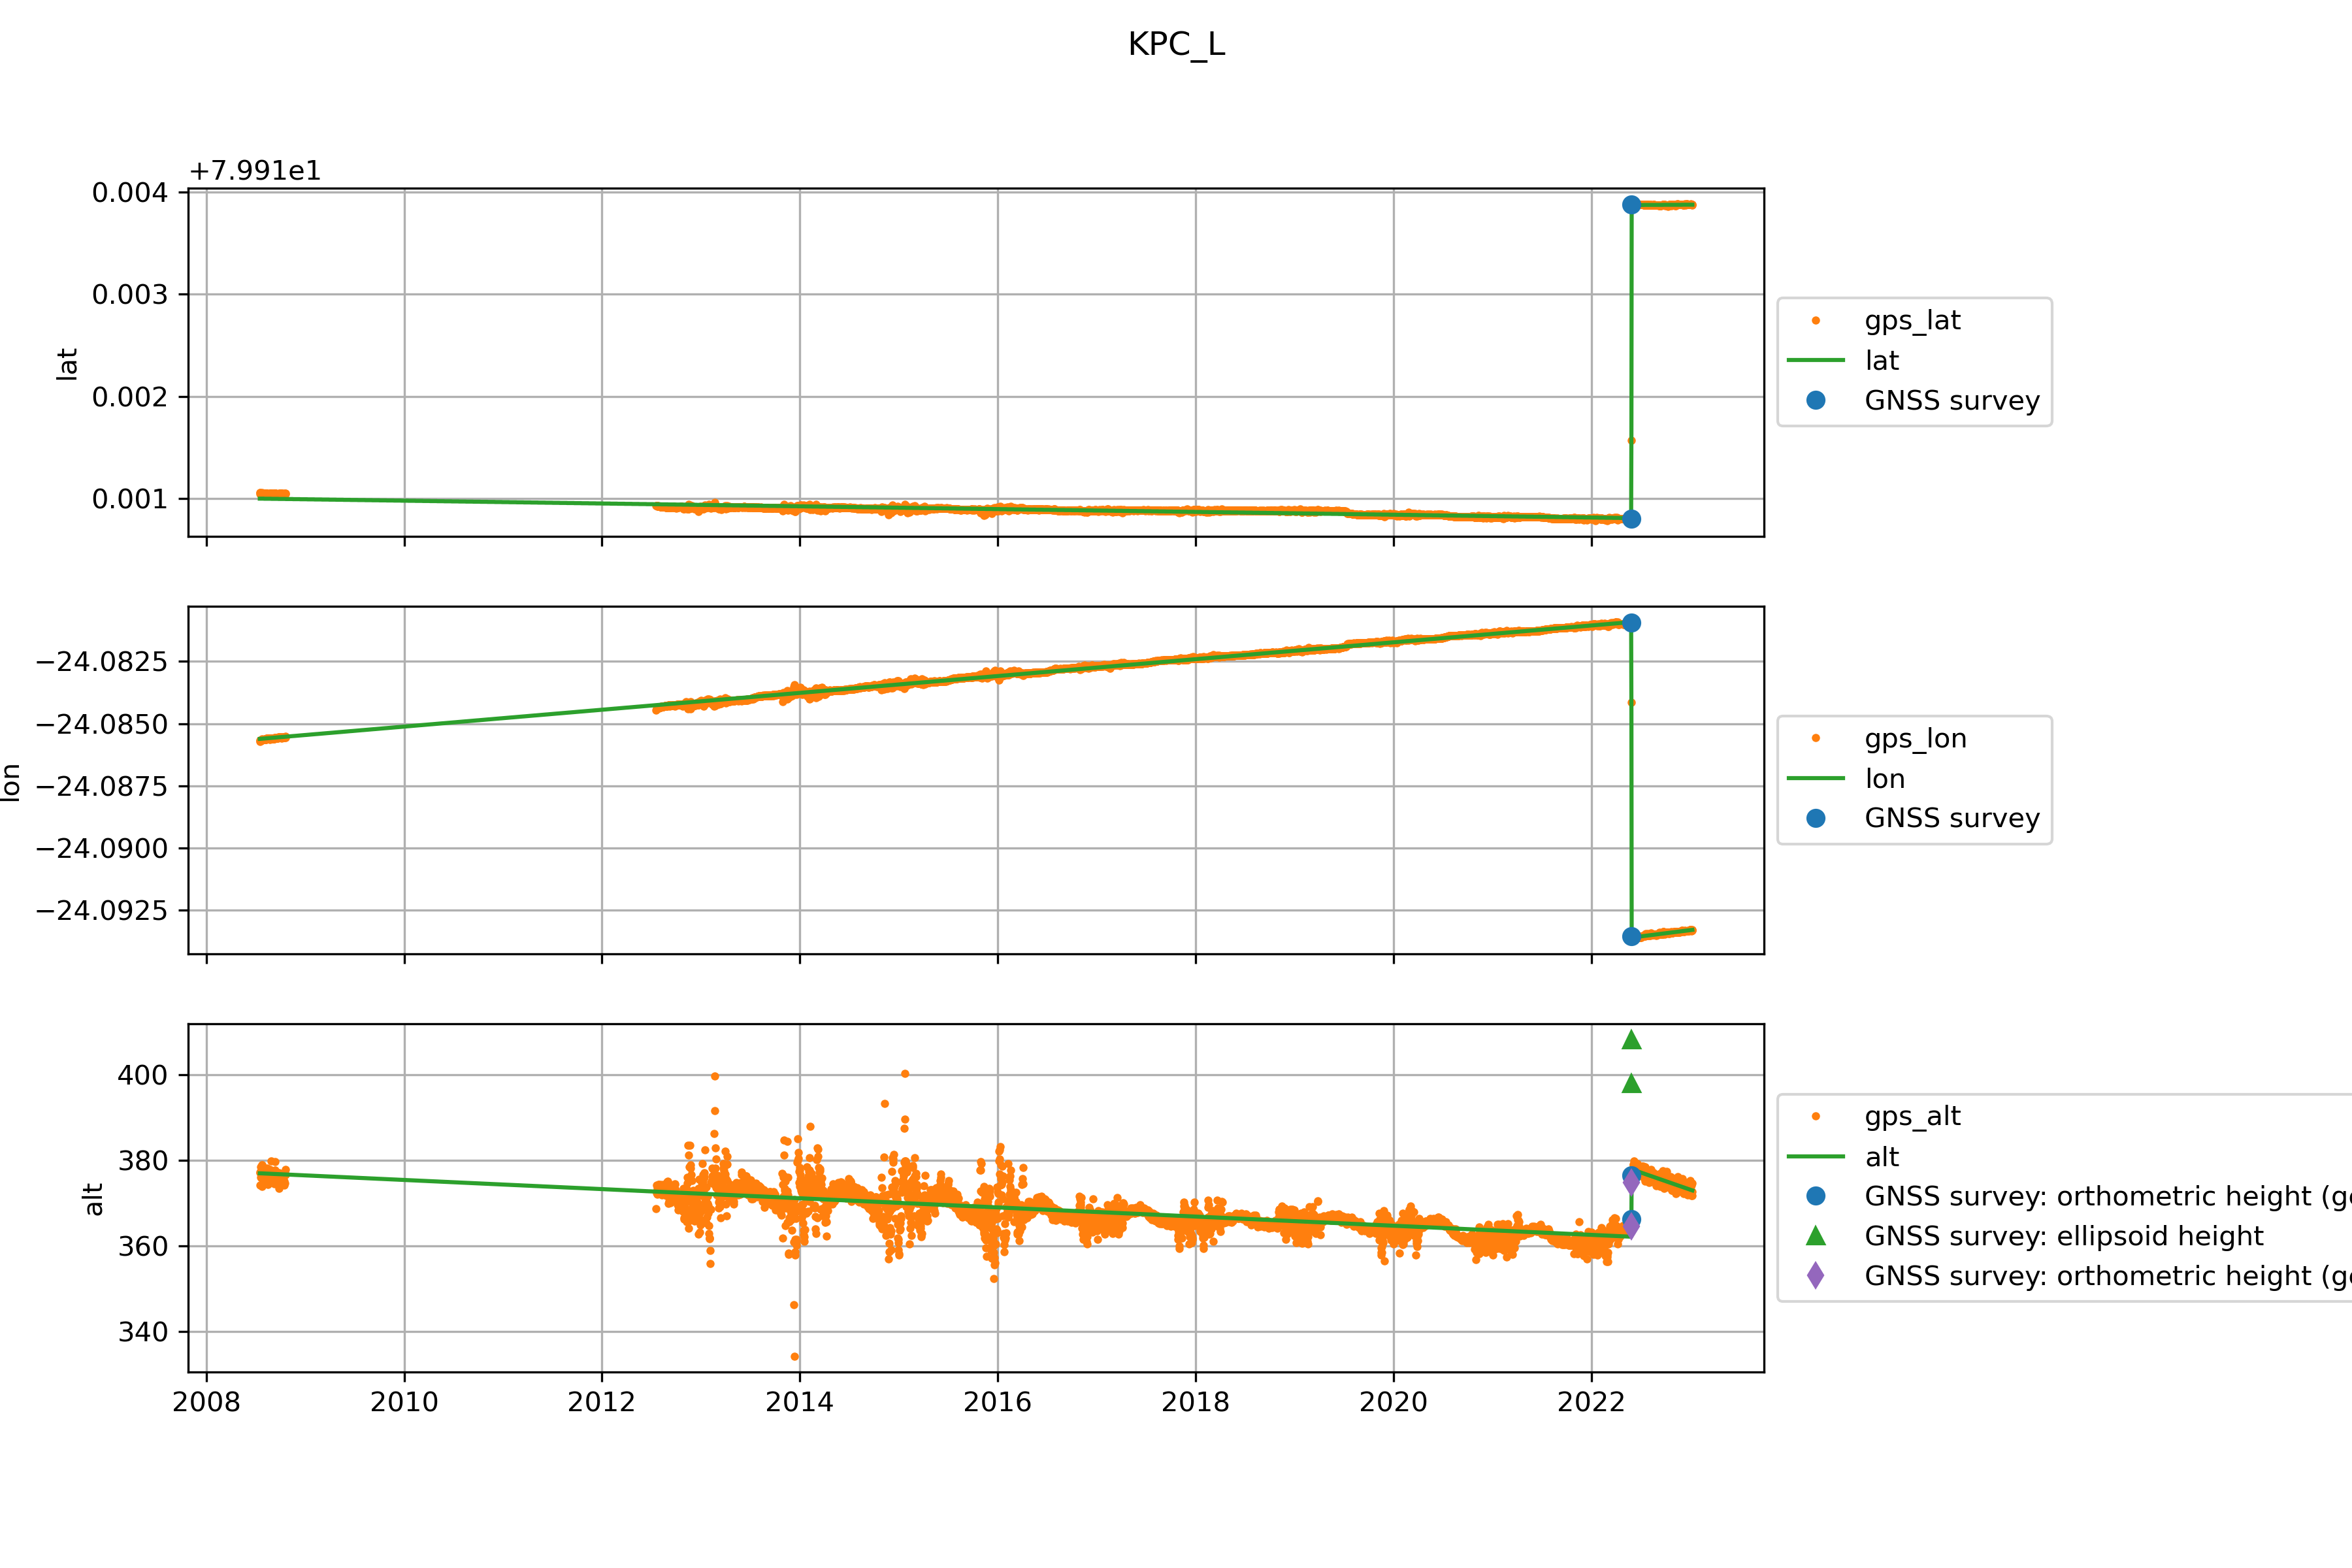 KPC_L
+7.991e1
0.004
0.003
0.002
0.001
lat
gps_lat
lat
GNSS survey
−24.0825
−24.0850
−24.0875
−24.0900
−24.0925
lon
gps_lon
lon
GNSS survey
400
380
360
340
alt
gps_alt
alt
GNSS survey: orthometric height (g
GNSS survey: ellipsoid height
GNSS survey: orthometric height (g
2008 2010 2012 2014 2016 2018 2020 2022